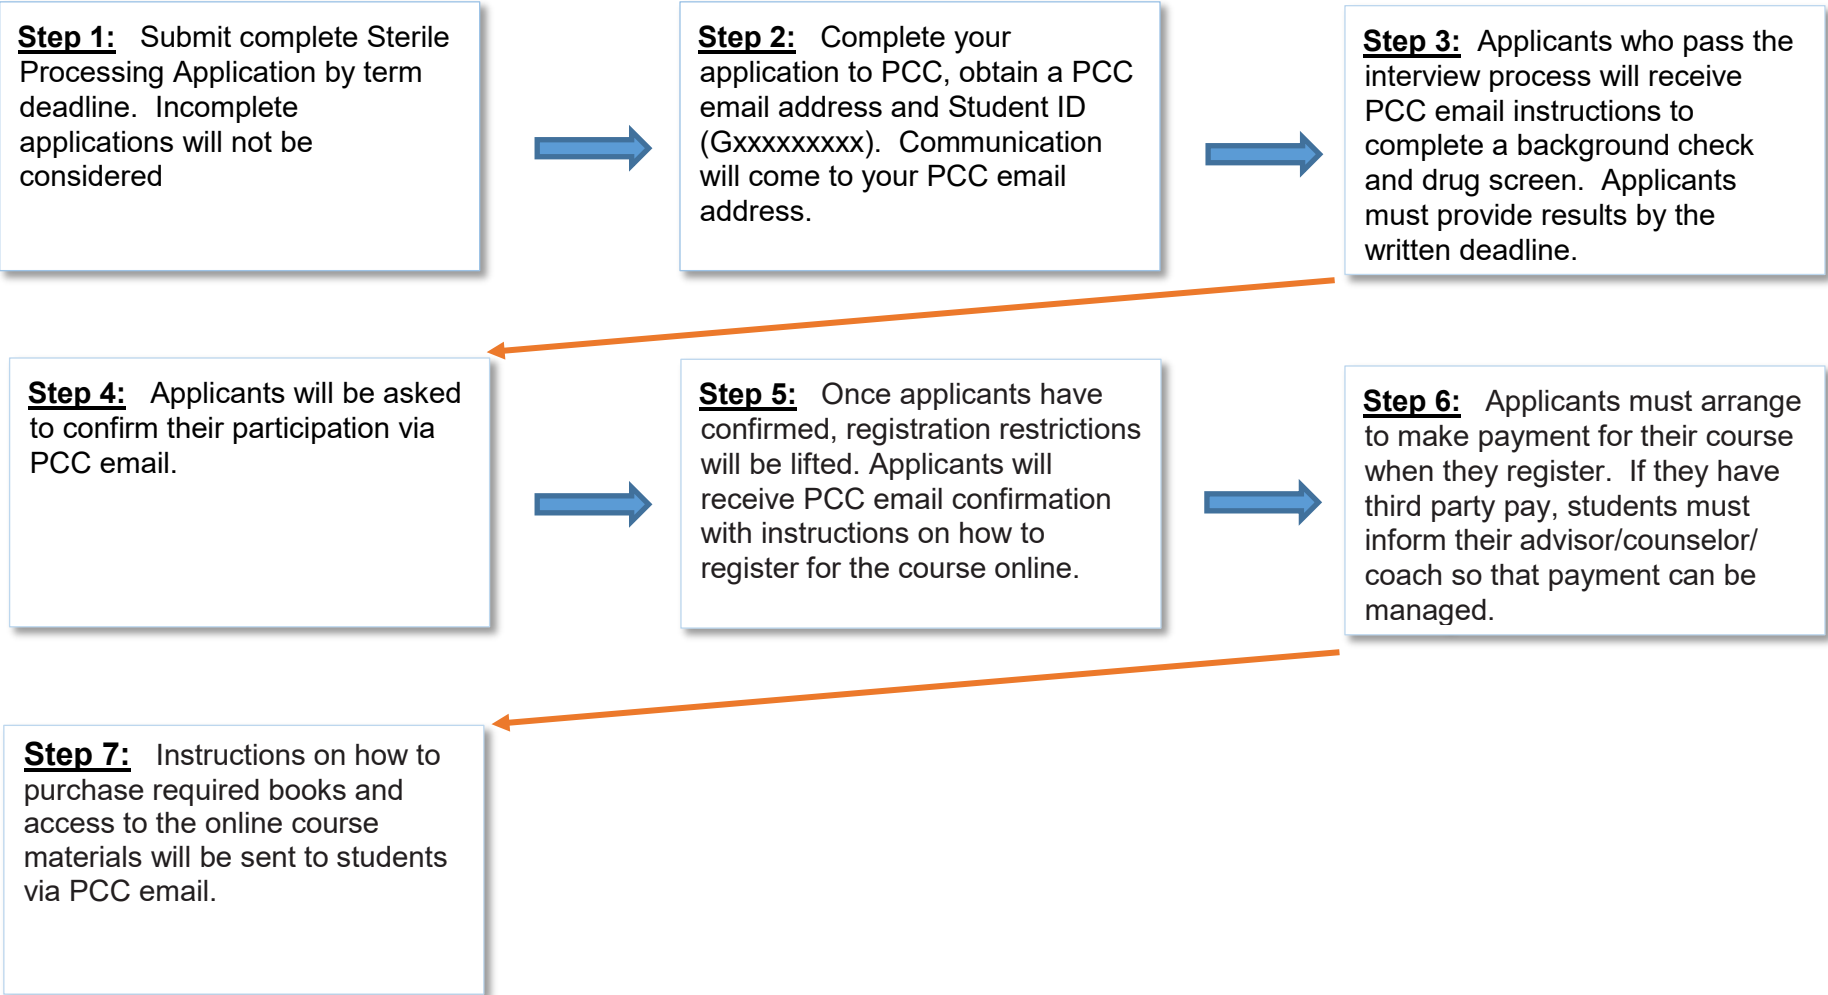 Step 1: Submit complete Sterile
Processing Application by term
deadline. Incomplete
applications will not be
considered
Step 2: Complete your
application to PCC, obtain a PCC
email address and Student ID
(Gxxxxxxxxxx). Communication
will come to your PCC email
address.
Step 3: Applicants who pass the
interview process will receive
PCC email instructions to
complete a background check
and drug screen. Applicants
must provide results by the
written deadline.
Step 4: Applicants will be asked
to confirm their participation via
PCC email.
Step 5: Once applicants have
confirmed, registration restrictions
will be lifted. Applicants will
receive PCC email confirmation
with instructions on how to
register for the course online.
Step 6: Applicants must arrange
to make payment for their course
when they register. If they have
third party pay, students must
inform their advisor/counselor/
coach so that payment can be
managed.
Step 7: Instructions on how to
purchase required books and
access to the online course
materials will be sent to students
via PCC email.